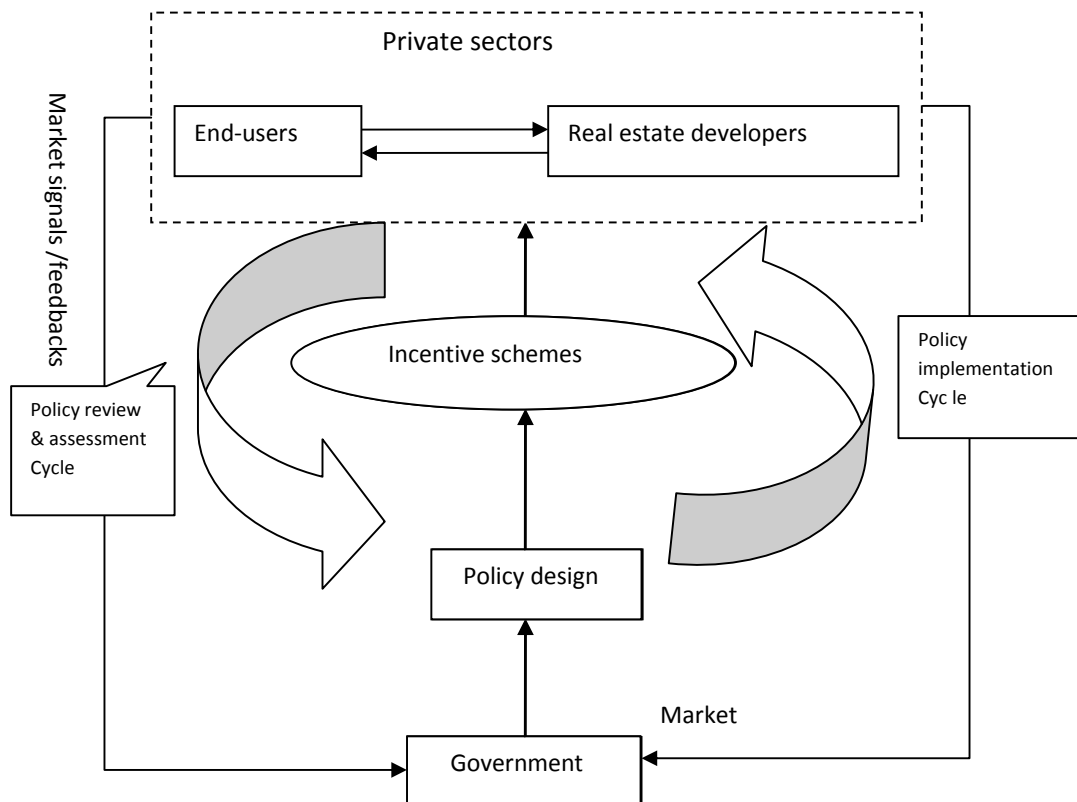 Private sectors
End-users
Real estate developers
Market signals /feedbacks
Incentive schemes
Policy
implementation
Cyc le
Policy review
& assessment
Cycle
Policy design
Market
Government